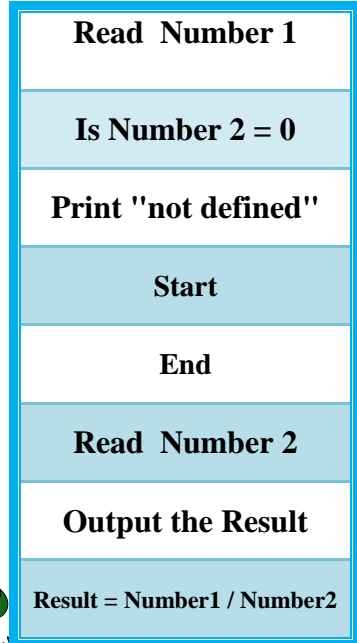 Read Number 1
Is Number 2 = 0
Print "not defined"
Start
End
Read Number 2
Output the Result
Result = Number1 / Number2